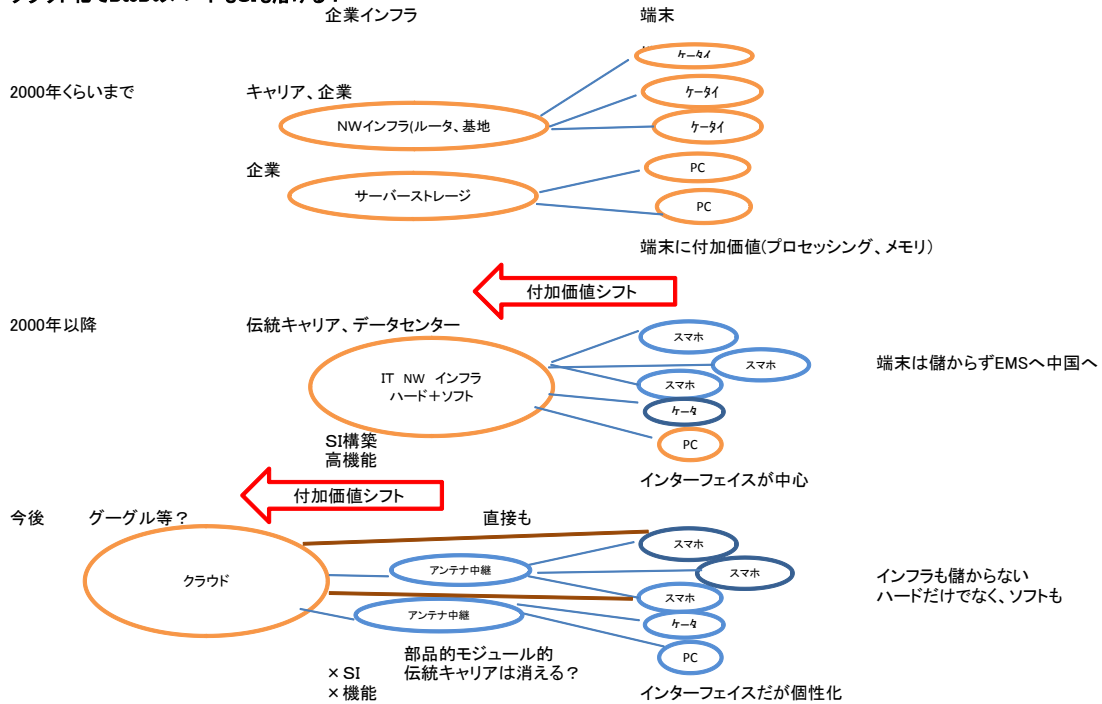 企業インフラ 端末
ケータイ
2000年くらいまで キャリア、企業 ケータイ
NWインフラ(ルータ、基地 ケータイ
企業 PC
サーバーストレージ PC
端末に付加価値(プロセッシング、メモリ)
付加価値シフト
2000年以降 伝統キャリア、データセンター スマホ
スマホ 端末は儲からずEMSへ中国へ
IT NW インフラ スマホ
ハード+ソフト ケータ
SI構築 PC
高機能
インターフェイスが中心
付加価値シフト
今後 グーグル等? 直接も
スマホ
クラウド アンテナ中継 スマホ インフラも儲からない
スマホ ハードだけでなく、ソフトも
アンテナ中継 ケータ
部品的モジュール的 PC
×SI 伝統キャリアは消える?
×機能 インターフェイスだが個性化